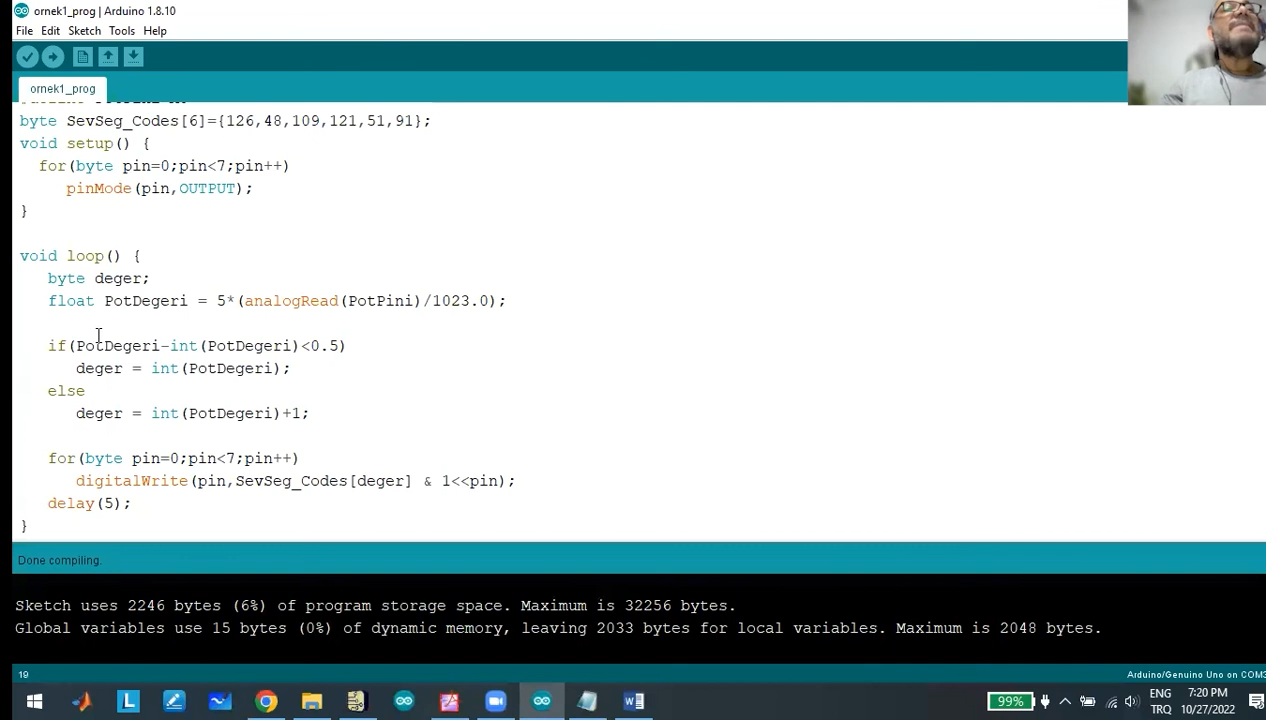 ornek1_prog | Arduino 1.8.10
File Edit Sketch Tools Help
ornek1_prog
byte SevSeg_Codes[6]={126,48,109,121,51,91};
void setup() {
for(byte pin=0;pin<7;pin++)
pinMode(pin,OUTPUT);
}
void loop() {
byte deger;
float PotDegeri = 5*(analogRead(PotPini)/1023.0);
if(PotDegeri-int(PotDegeri)<0.5)
deger = int(PotDegeri);
else
deger = int(PotDegeri)+1;
for(byte pin=0;pin<7;pin++)
digitalWrite(pin,SevSeg_Codes[deger] & 1<<pin);
delay(5);
}
Done compiling.
Sketch uses 2246 bytes (6%) of program storage space. Maximum is 32256 bytes.
Global variables use 15 bytes (0%) of dynamic memory, leaving 2033 bytes for local variables. Maximum is 2048 bytes.
19
Arduino/Genuino Uno on COM3
99%
ENG
TRQ
7:20 PM
10/27/2022